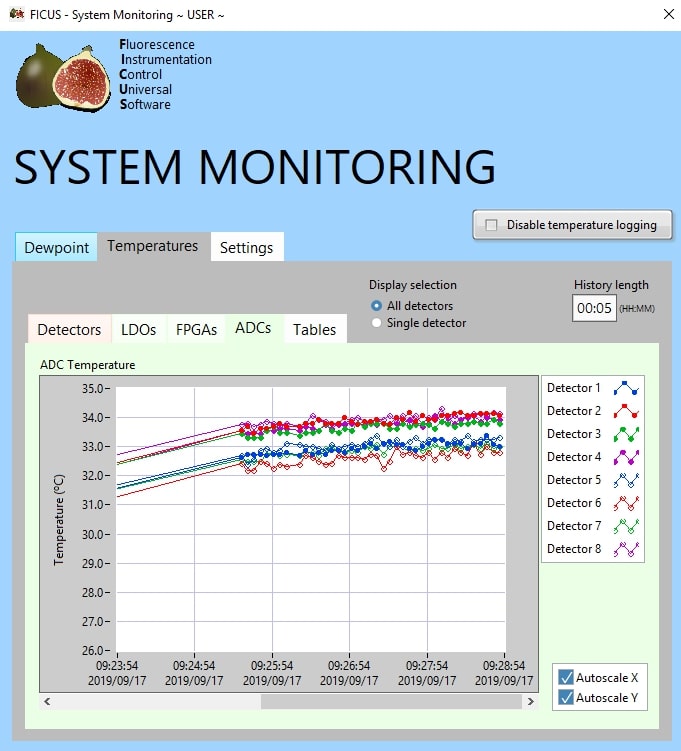 FICUS - System Monitoring ~ USER ~
Fluorescence
Instrumentation
Control
Universal
Software
SYSTEM MONITORING
Disable temperature logging
Dewpoint
Temperatures
Settings
Display selection
All detectors
Single detector
History length
00:05 (HH:MM)
Detectors
LDOs
FPGAs
ADCs
Tables
ADC Temperature
Temperature (ºC)
35.0
34.0
33.0
32.0
31.0
30.0
29.0
28.0
27.0
26.0
09:23:54
2019/09/17
09:24:54
2019/09/17
09:25:54
2019/09/17
09:26:54
2019/09/17
09:27:54
2019/09/17
09:28:54
2019/09/17
Detector 1
Detector 2
Detector 3
Detector 4
Detector 5
Detector 6
Detector 7
Detector 8
Autoscale X
Autoscale Y